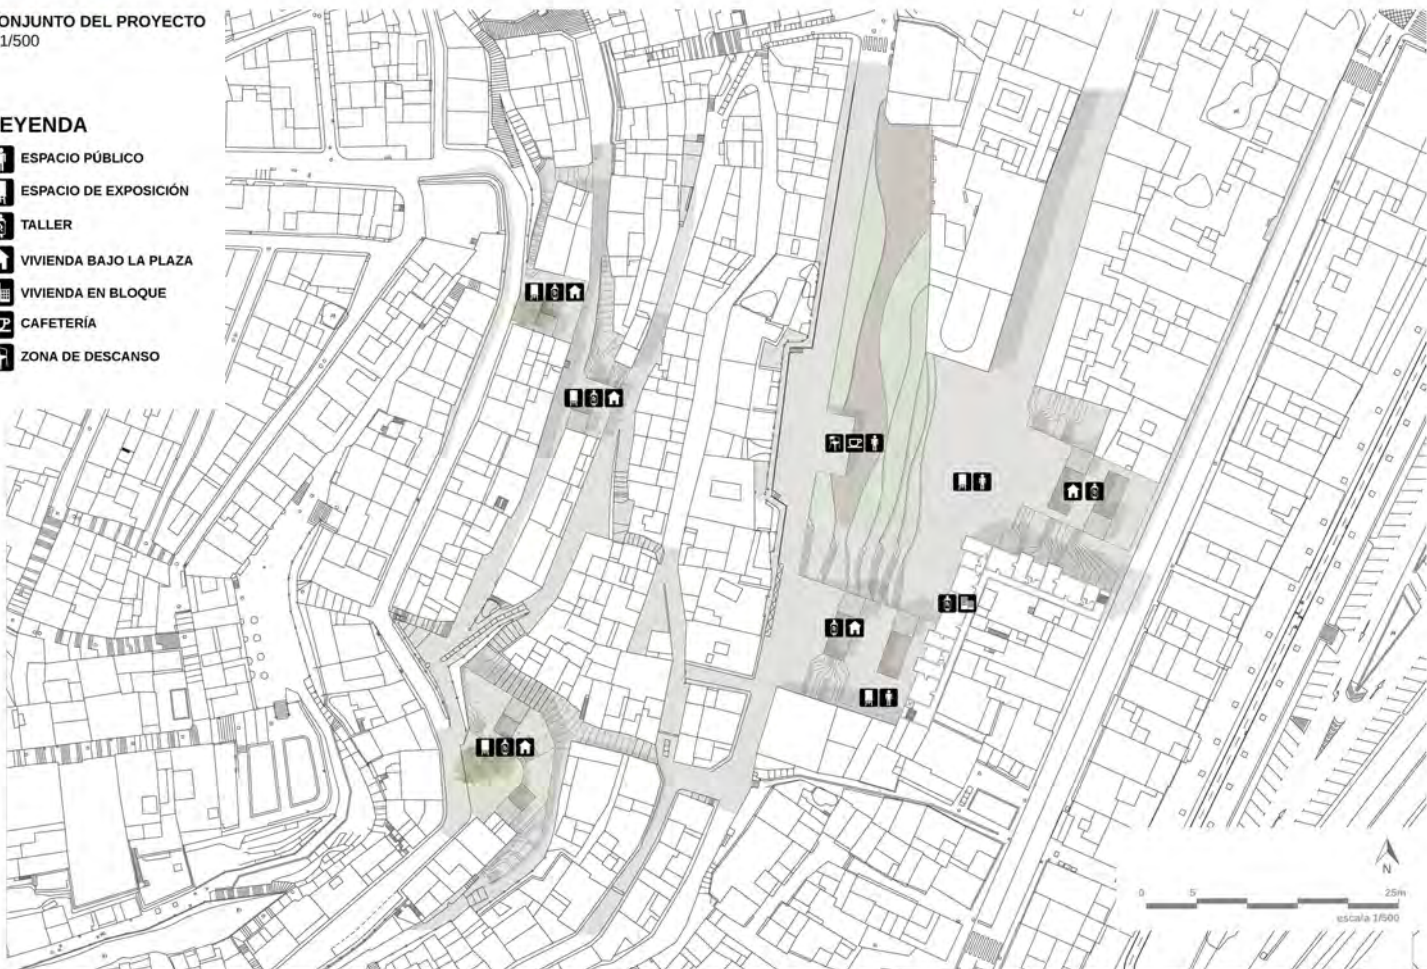 ONJUNTO DEL PROYECTO
1/500
EYENDA
ESPACIO PÚBLICO
ESPACIO DE EXPOSICIÓN
TALLER
VIVIENDA BAJO LA PLAZA
VIVIENDA EN BLOQUE
CAFETERÍA
ZONA DE DESCANSO
N
0 5 25m
escala 1/500